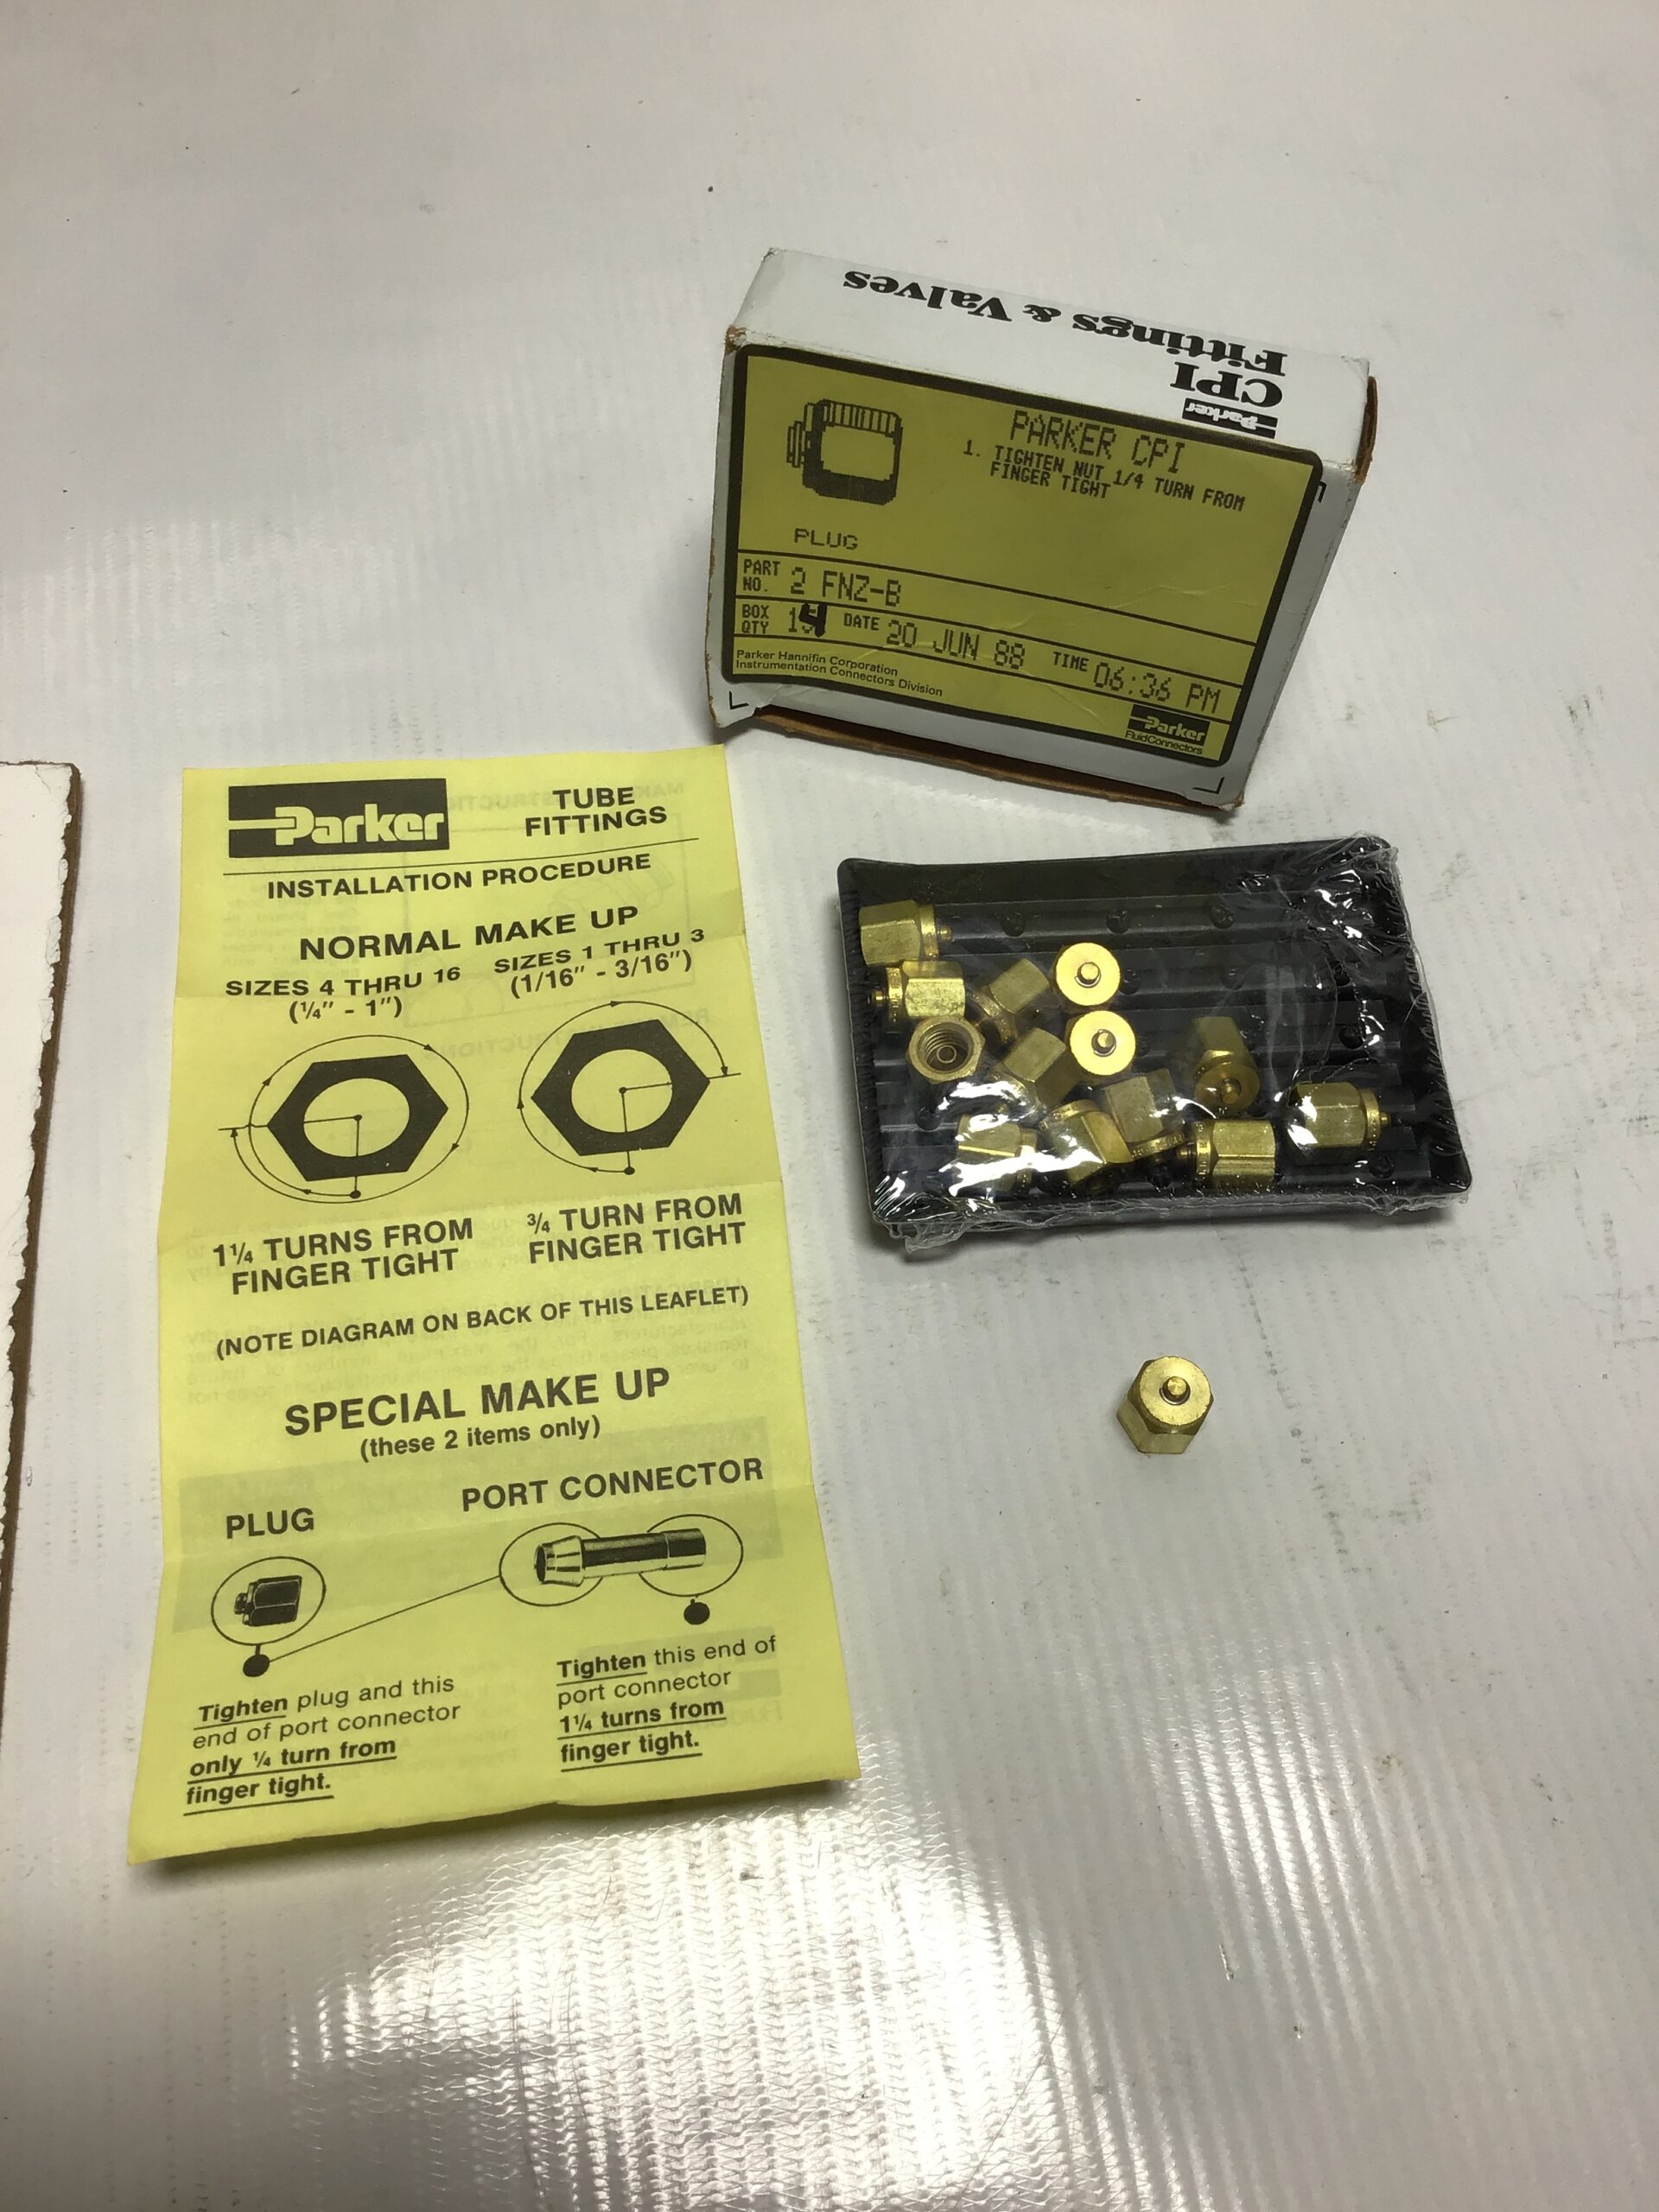 Parker
CPI
Fittings & Valves
PARKER CPI
1. TIGHTEN NUT 1/4 TURN FROM
FINGER TIGHT
PLUG
PART
NO. 2 FNZ-B
BOX
QTY 14 DATE 20 JUN 88 TIME 06:36 PM
Parker Hannifin Corporation
Instrumentation Connectors Division
Parker
FluidConnectors
Parker
TUBE
FITTINGS
INSTALLATION PROCEDURE
NORMAL MAKE UP
SIZES 4 THRU 16
(¼″ - 1″)
SIZES 1 THRU 3
(1/16″ - 3/16″)
1¼ TURNS FROM
FINGER TIGHT
¾ TURN FROM
FINGER TIGHT
(NOTE DIAGRAM ON BACK OF THIS LEAFLET)
SPECIAL MAKE UP
(these 2 items only)
PLUG
PORT CONNECTOR
Tighten plug and this
end of port connector
only ¼ turn from
finger tight.
Tighten this end of
port connector
1¼ turns from
finger tight.